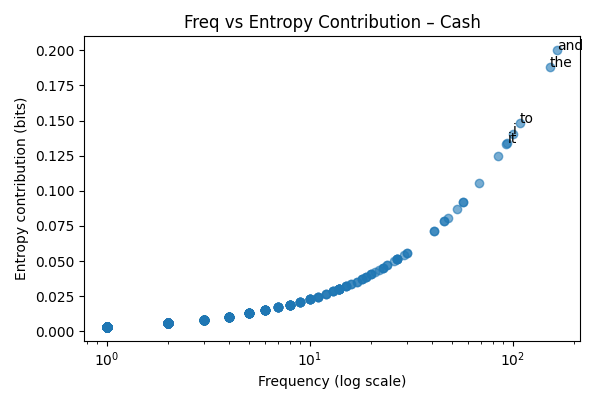 Freq vs Entropy Contribution – Cash
Entropy contribution (bits)
0.200
0.175
0.150
0.125
0.100
0.075
0.050
0.025
0.000
and
the
to
i
it
10⁰
10¹
10²
Frequency (log scale)